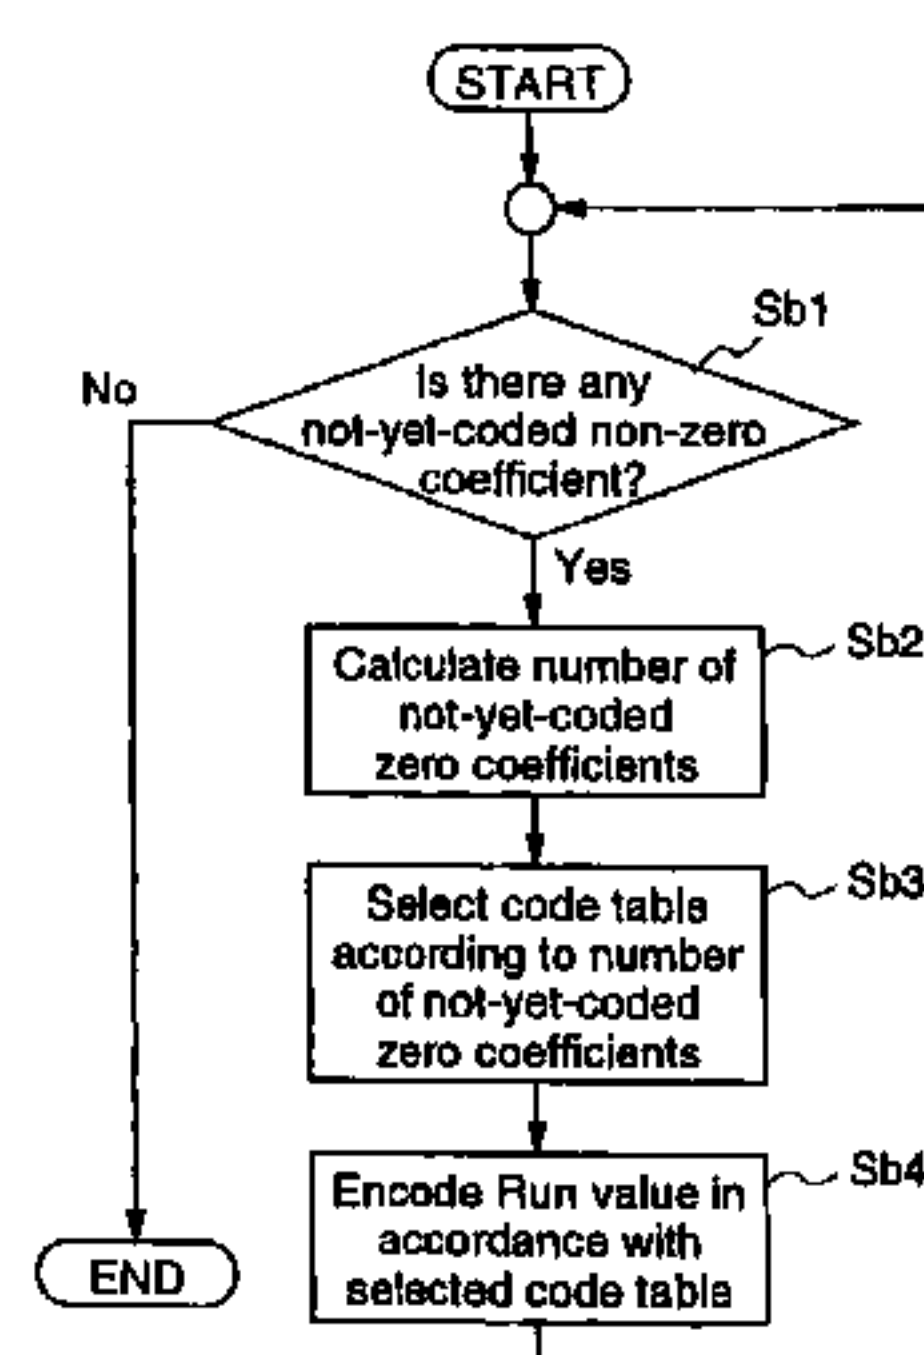 START
Sb1
No
Is there any
not-yet-coded non-zero
coefficient?
Yes
Sb2
Calculate number of
not-yet-coded
zero coefficients
Sb3
Select code table
according to number
of not-yet-coded
zero coefficients
Sb4
Encode Run value in
accordance with
selected code table
END